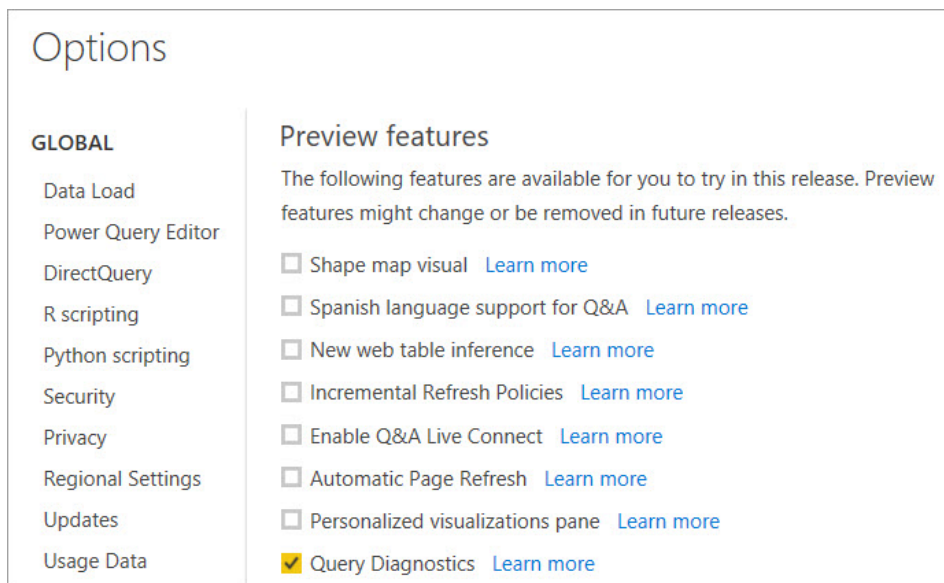 Options
GLOBAL
Data Load
Power Query Editor
DirectQuery
R scripting
Python scripting
Security
Privacy
Regional Settings
Updates
Usage Data
Preview features
The following features are available for you to try in this release. Preview
features might change or be removed in future releases.
Shape map visual Learn more
Spanish language support for Q&A Learn more
New web table inference Learn more
Incremental Refresh Policies Learn more
Enable Q&A Live Connect Learn more
Automatic Page Refresh Learn more
Personalized visualizations pane Learn more
Query Diagnostics Learn more